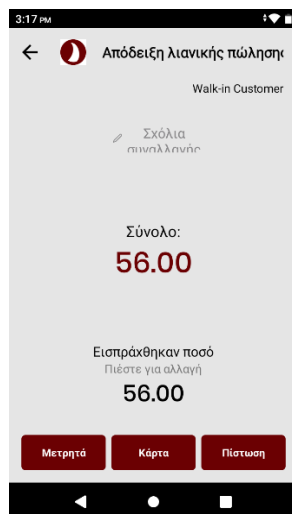 3:17 PM
Απόδειξη λιανικής πώλησης
Walk-in Customer
Σχόλια
συναλλαγής
Σύνολο:
56.00
Εισπράχθηκαν ποσό
Πιέστε για αλλαγή
56.00
Μετρητά Κάρτα Πίστωση